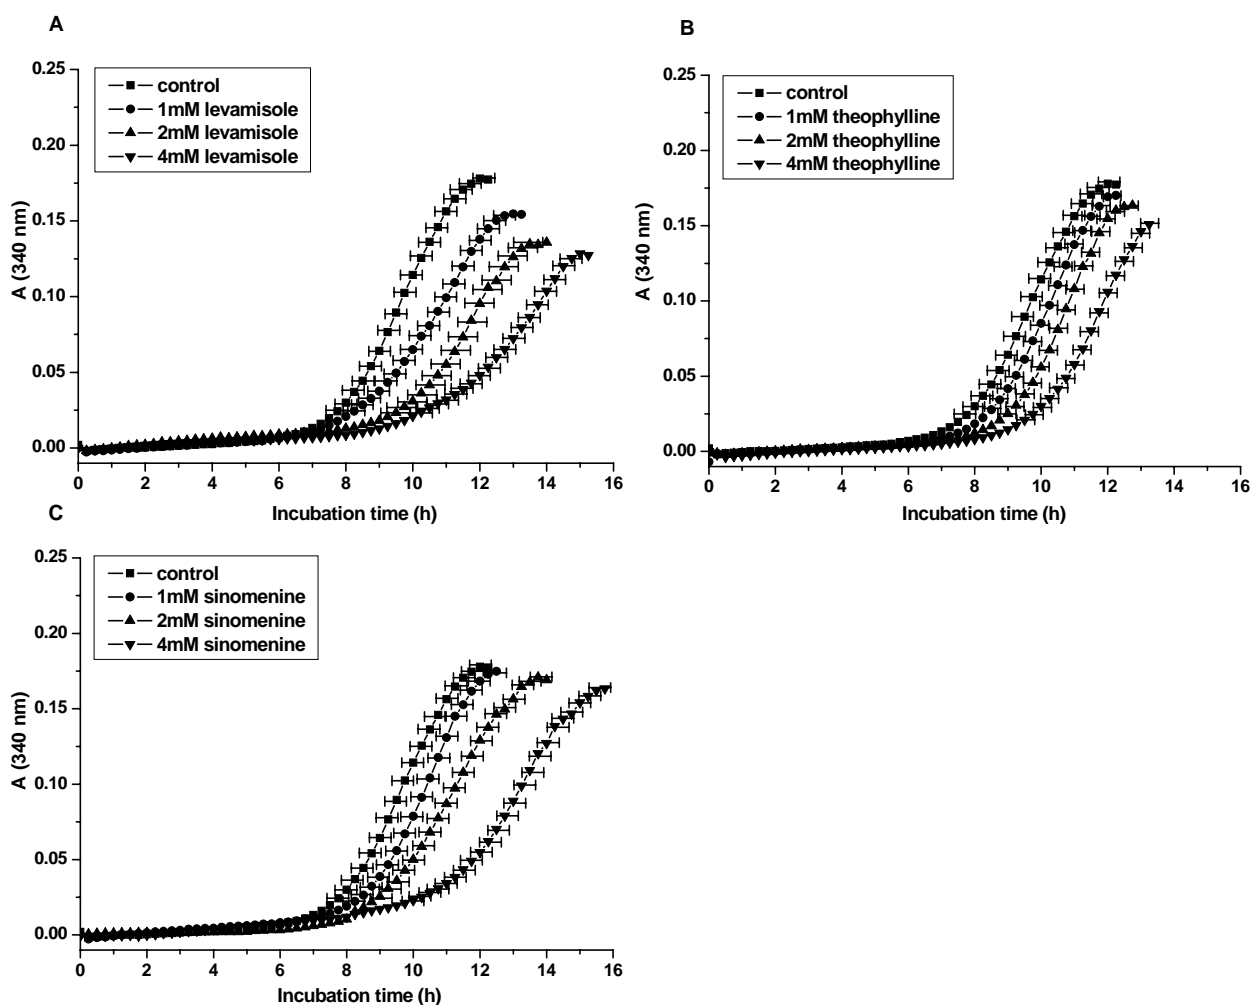 A
0.25
0.20
0.15
0.10
0.05
0.00
A (340 nm)
control
1mM levamisole
2mM levamisole
4mM levamisole
0 2 4 6 8 10 12 14 16
Incubation time (h)
B
0.25
0.20
0.15
0.10
0.05
0.00
A (340 nm)
control
1mM theophylline
2mM theophylline
4mM theophylline
0 2 4 6 8 10 12 14 16
Incubation time (h)
C
0.25
0.20
0.15
0.10
0.05
0.00
A (340 nm)
control
1mM sinomenine
2mM sinomenine
4mM sinomenine
0 2 4 6 8 10 12 14 16
Incubation time (h)